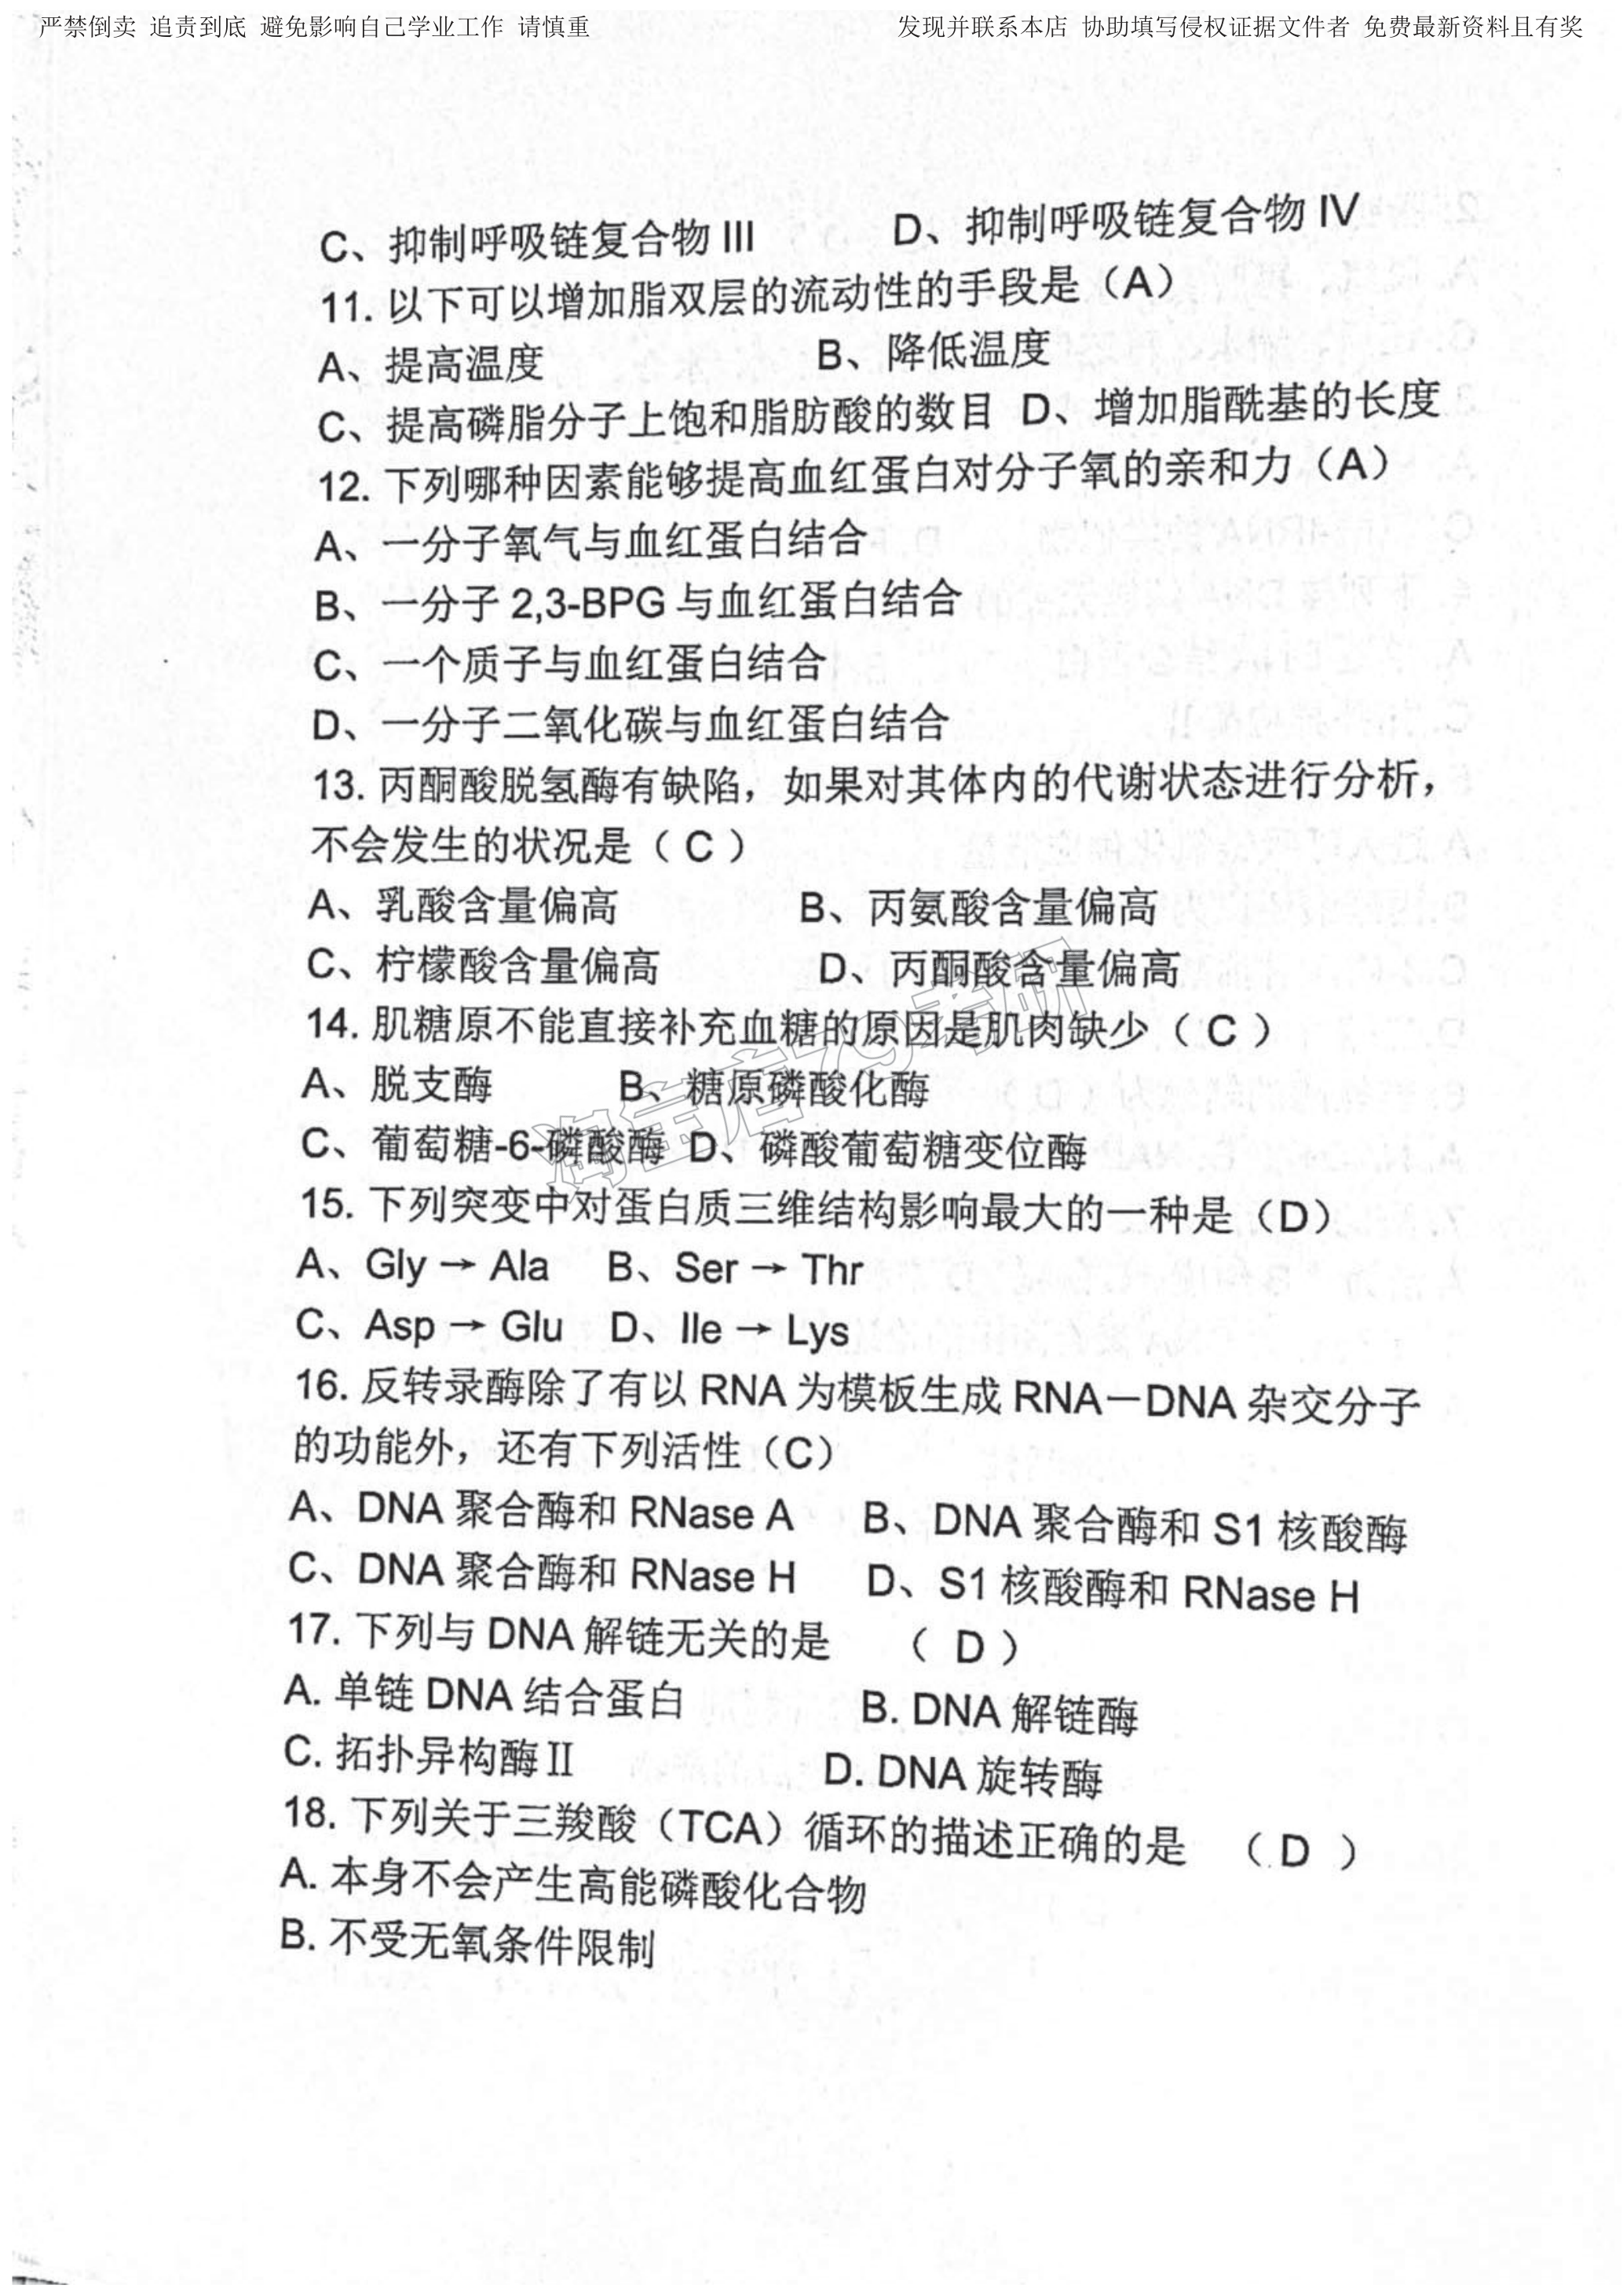 严禁倒卖 追责到底 避免影响自己学业工作 请慎重 发现并联系本店 协助填写侵权证据文件者 免费最新资料且有奖
C、抑制呼吸链复合物 III D、抑制呼吸链复合物 IV
11. 以下可以增加脂双层的流动性的手段是（A）
A、提高温度 B、降低温度
C、提高磷脂分子上饱和脂肪酸的数目 D、增加脂酰基的长度
12. 下列哪种因素能够提高血红蛋白对分子氧的亲和力（A）
A、一分子氧气与血红蛋白结合
B、一分子 2,3-BPG 与血红蛋白结合
C、一个质子与血红蛋白结合
D、一分子二氧化碳与血红蛋白结合
13. 丙酮酸脱氢酶有缺陷，如果对其体内的代谢状态进行分析，
不会发生的状况是（ C ）
A、乳酸含量偏高 B、丙氨酸含量偏高
C、柠檬酸含量偏高 D、丙酮酸含量偏高
14. 肌糖原不能直接补充血糖的原因是肌肉缺少（ C ）
A、脱支酶 B、糖原磷酸化酶
C、葡萄糖-6-磷酸酶 D、磷酸葡萄糖变位酶
淘宝店79考研
15. 下列突变中对蛋白质三维结构影响最大的一种是（D）
A、Gly → Ala B、Ser → Thr
C、Asp → Glu D、Ile → Lys
16. 反转录酶除了有以 RNA 为模板生成 RNA－DNA 杂交分子
的功能外，还有下列活性（C）
A、DNA 聚合酶和 RNase A B、DNA 聚合酶和 S1 核酸酶
C、DNA 聚合酶和 RNase H D、S1 核酸酶和 RNase H
17. 下列与 DNA 解链无关的是 （ D ）
A. 单链 DNA 结合蛋白 B. DNA 解链酶
C. 拓扑异构酶Ⅱ D. DNA 旋转酶
18. 下列关于三羧酸（TCA）循环的描述正确的是 （ D ）
A. 本身不会产生高能磷酸化合物
B. 不受无氧条件限制